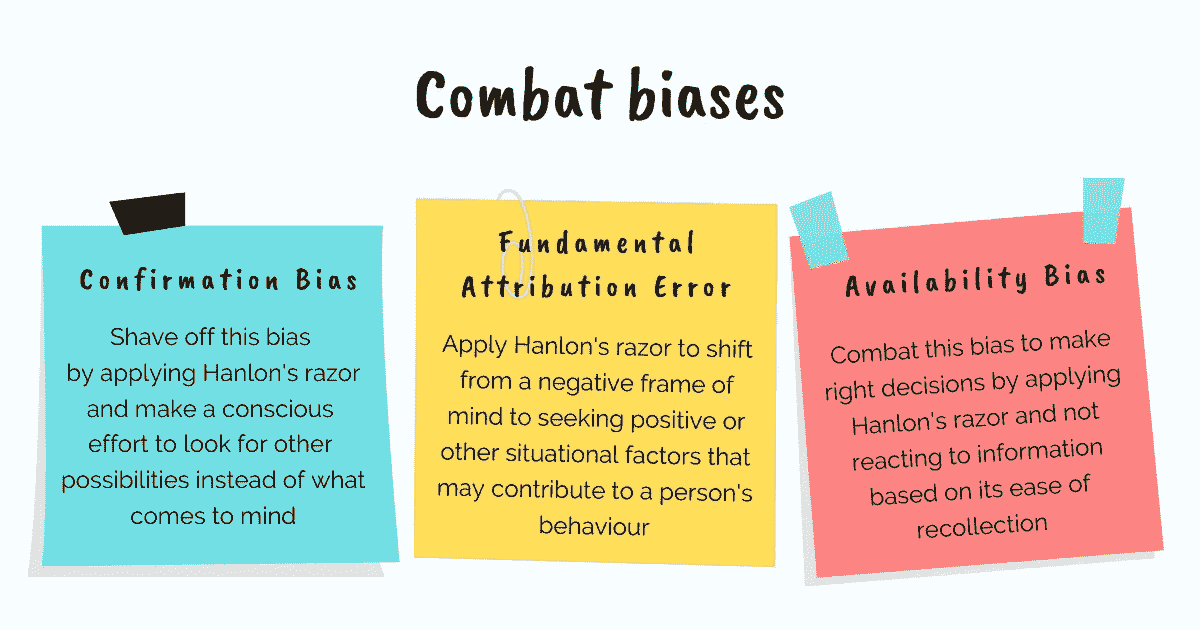 Combat biases
Confirmation Bias
Shave off this bias
by applying Hanlon's razor
and make a conscious
effort to look for other
possibilities instead of what
comes to mind
Fundamental
Attribution Error
Apply Hanlon's razor to shift
from a negative frame of
mind to seeking positive or
other situational factors that
may contribute to a person's
behaviour
Availability Bias
Combat this bias to make
right decisions by applying
Hanlon's razor and not
reacting to information
based on its ease of
recollection